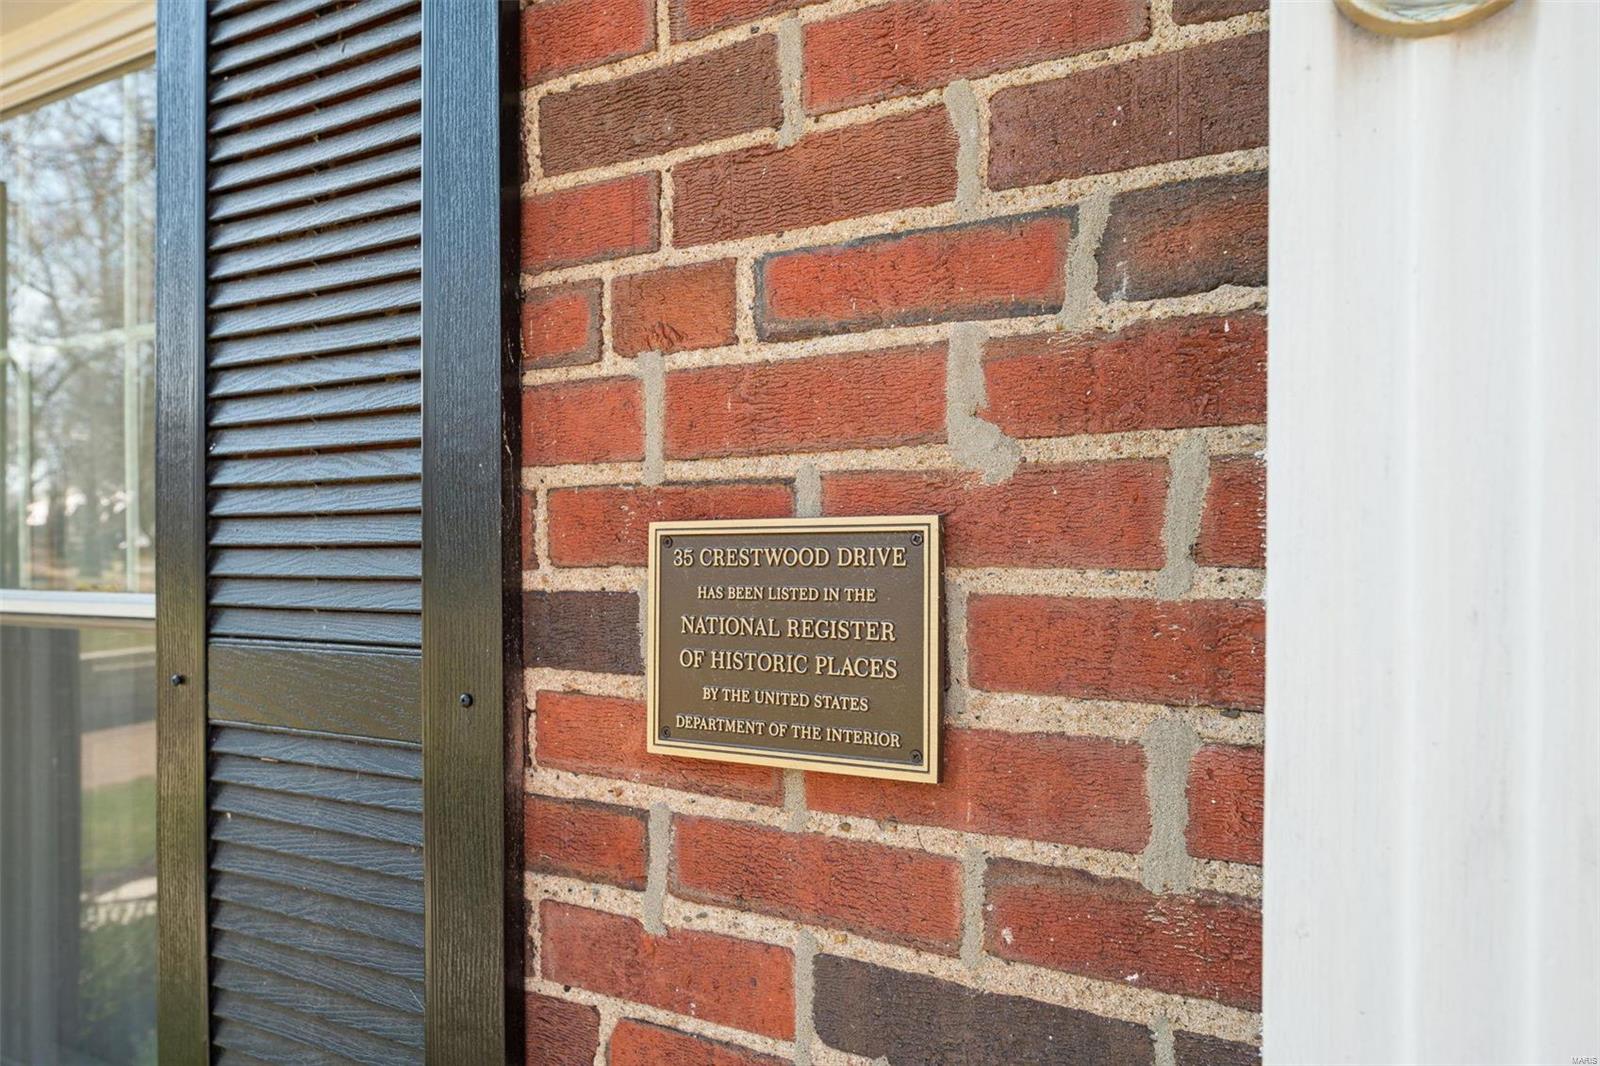 35 CRESTWOOD DRIVE
HAS BEEN LISTED IN THE
NATIONAL REGISTER
OF HISTORIC PLACES
BY THE UNITED STATES
DEPARTMENT OF THE INTERIOR
MARIS